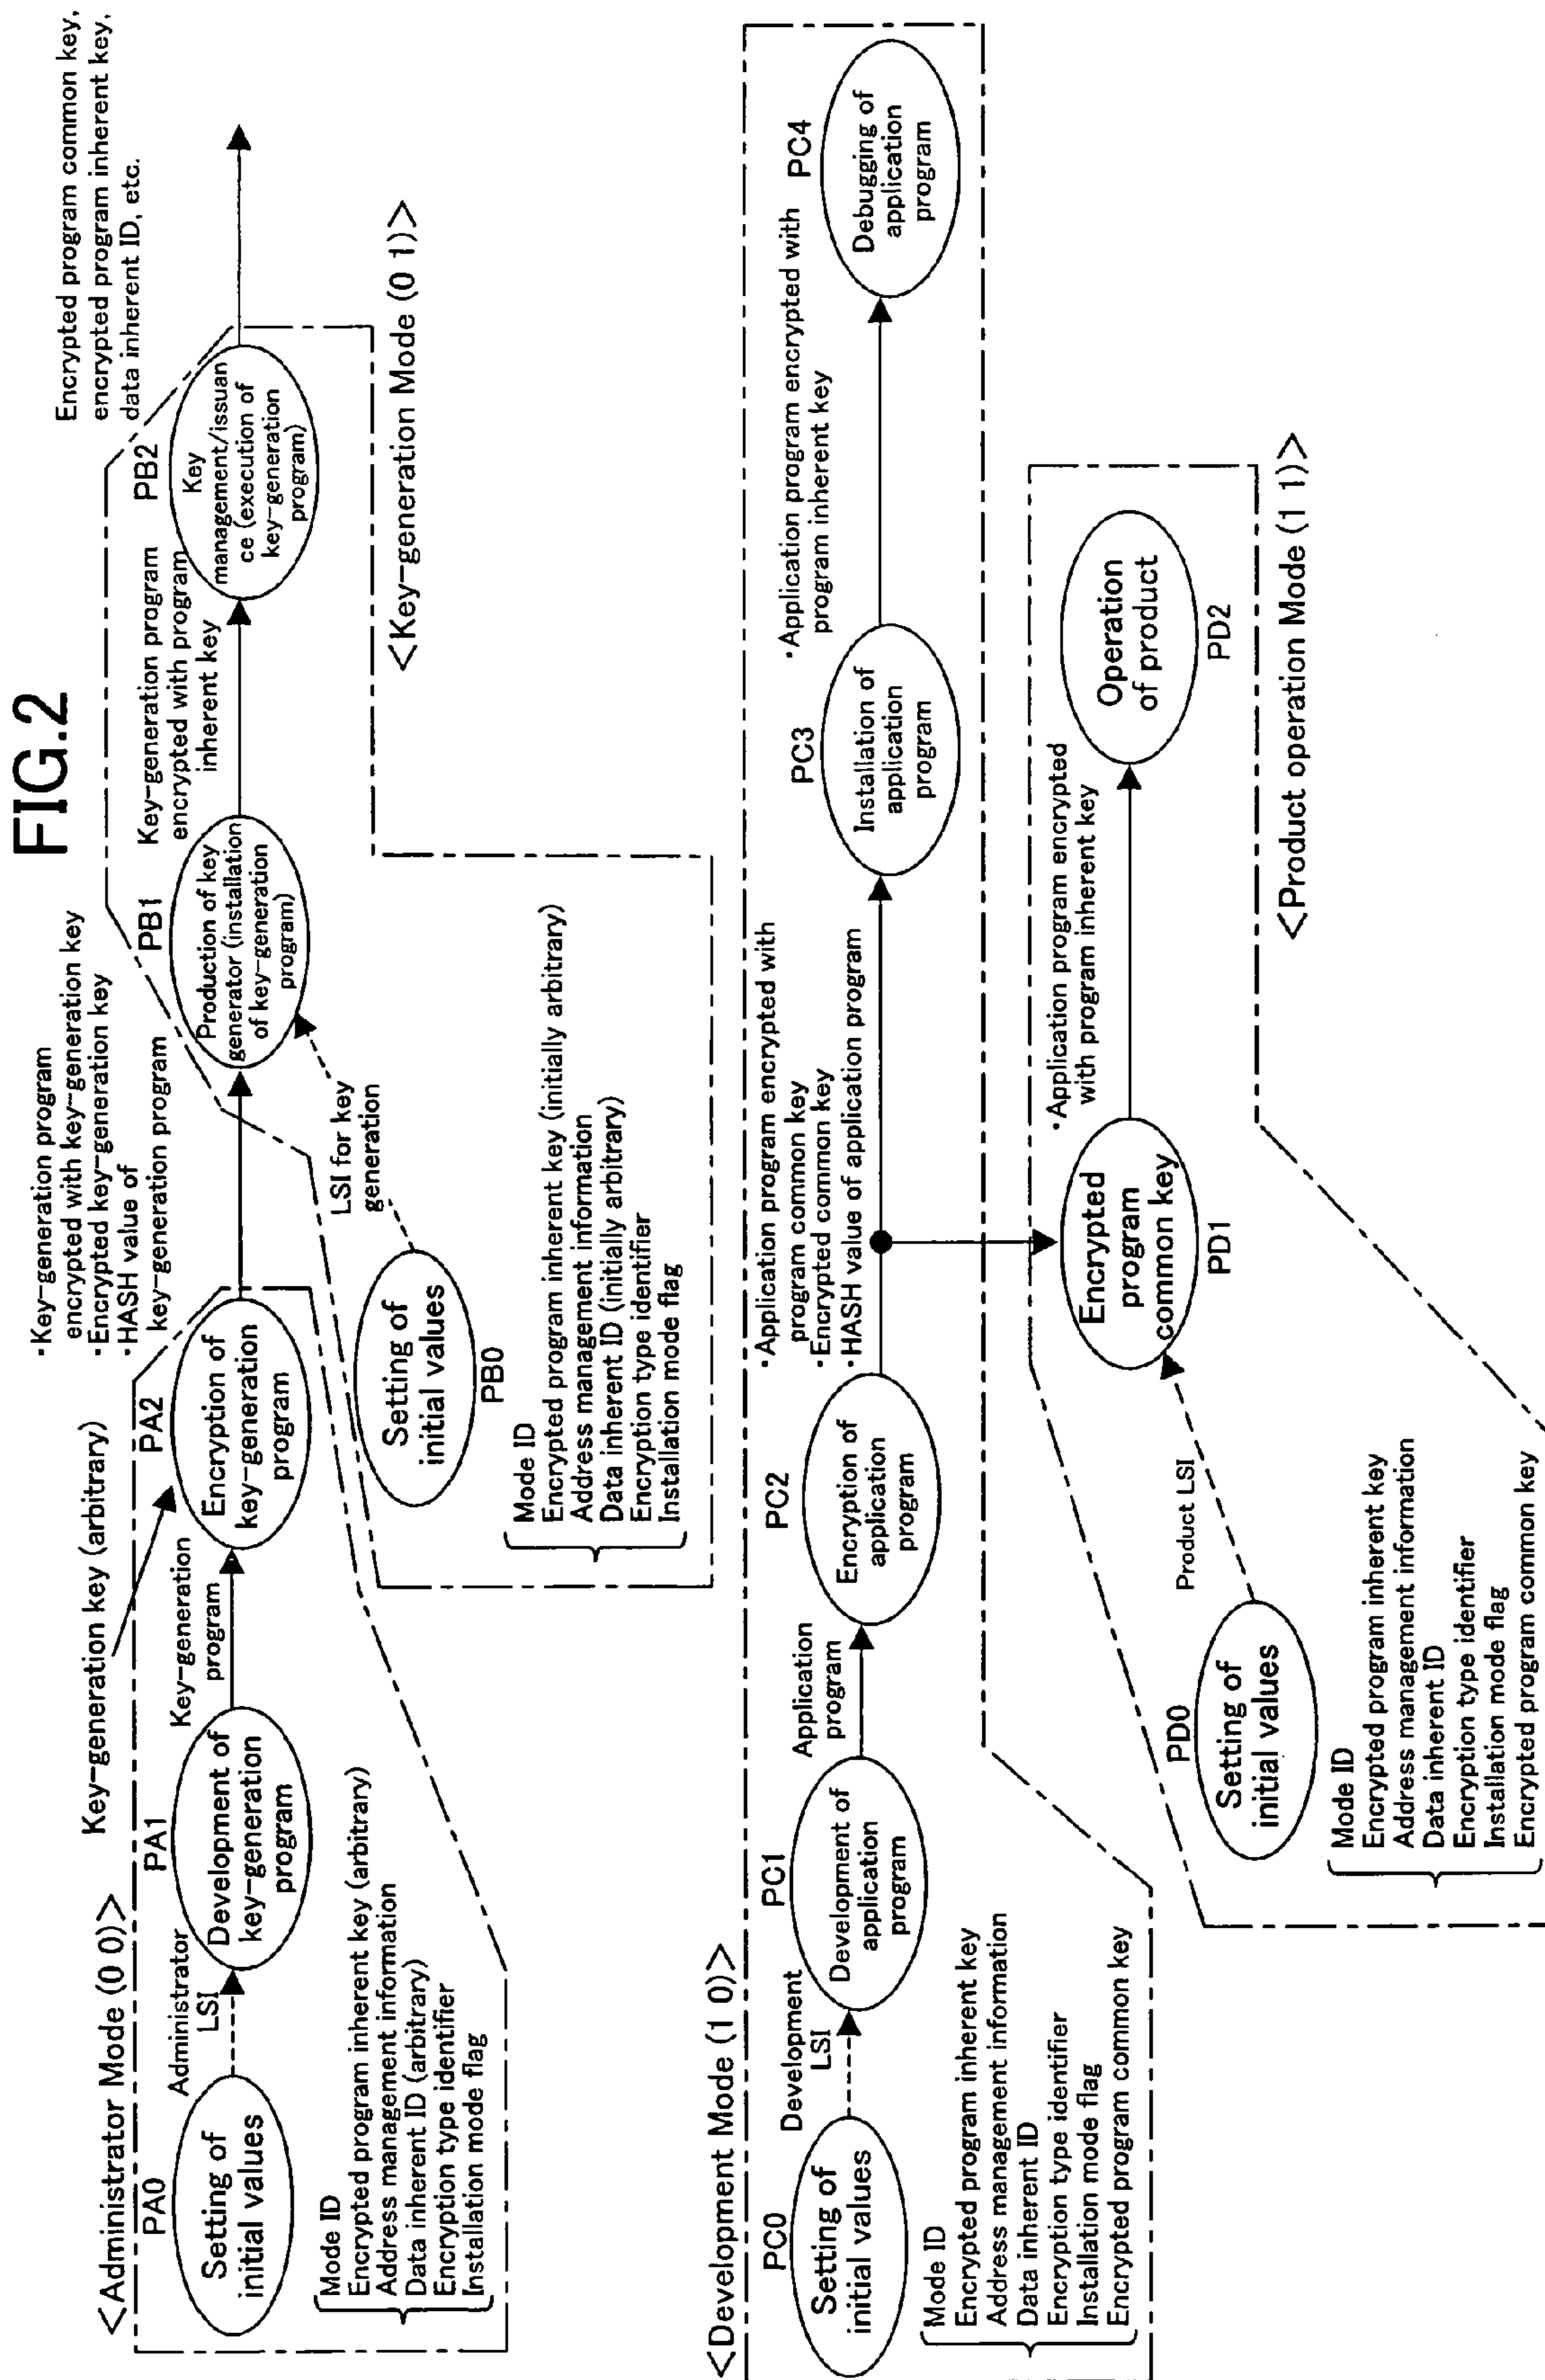 FIG.2
<Administrator Mode (0 0)>
PA0
Setting of
initial values
Administrator
LSI
PA1
Development of
key-generation
program
Key-generation
program
Key-generation key (arbitrary)
PA2
Encryption of
key-generation
program
・Key-generation program
encrypted with key-generation key
・Encrypted key-generation key
・HASH value of
key-generation program
Mode ID
Encrypted program inherent key (arbitrary)
Address management information
Data inherent ID (arbitrary)
Encryption type identifier
Installation mode flag
PB1
Production of key
generator (installation
of key-generation
program)
Key-generation program
encrypted with program
inherent key
PB2
Key
management/issuan
ce (execution of
key-generation
program)
Encrypted program common key,
encrypted program inherent key,
data inherent ID, etc.
<Key-generation Mode (0 1)>
LSI for key
generation
Setting of
initial values
PB0
Mode ID
Encrypted program inherent key (initially arbitrary)
Address management information
Data inherent ID (initially arbitrary)
Encryption type identifier
Installation mode flag
<Development Mode (1 0)>
PC0
Setting of
initial values
Development
LSI
PC1
Development of
application
program
Application
program
PC2
Encryption of
application
program
・Application program encrypted with
program common key
・Encrypted common key
・HASH value of application program
PC3
Installation of
application
program
・Application program encrypted with
program inherent key
PC4
Debugging of
application
program
Mode ID
Encrypted program inherent key
Address management information
Data inherent ID
Encryption type identifier
Installation mode flag
Encrypted program common key
PD0
Setting of
initial values
Product LSI
Encrypted
program
common key
PD1
・Application program encrypted
with program inherent key
Operation
of product
PD2
<Product operation Mode (1 1)>
Mode ID
Encrypted program inherent key
Address management information
Data inherent ID
Encryption type identifier
Installation mode flag
Encrypted program common key